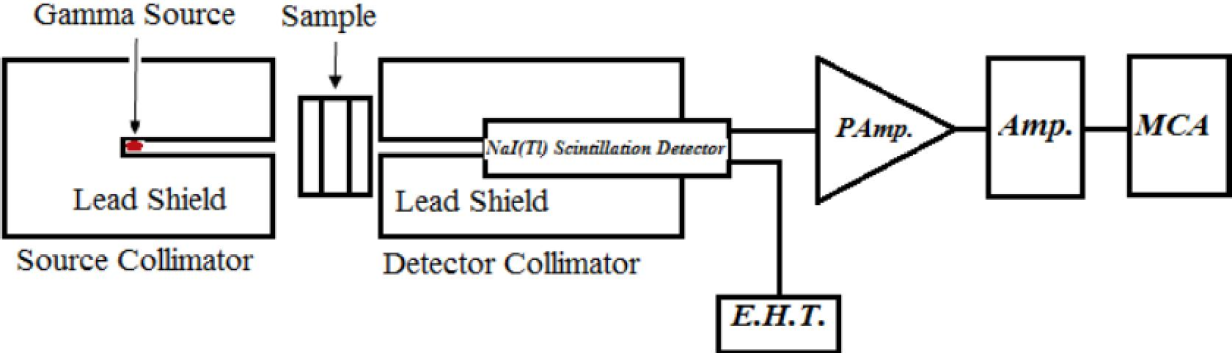 Gamma Source
Sample
NaI(Tl) Scintillation Detector
PAmp.
Amp.
MCA
Lead Shield
Lead Shield
Source Collimator
Detector Collimator
E.H.T.